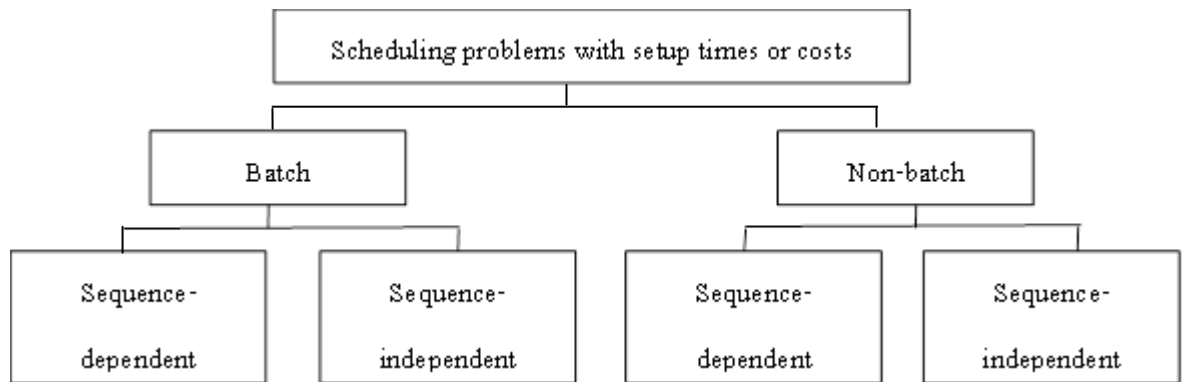 Scheduling problems with setup times or costs
Batch
Non-batch
Sequence-
dependent
Sequence-
independent
Sequence-
dependent
Sequence-
independent